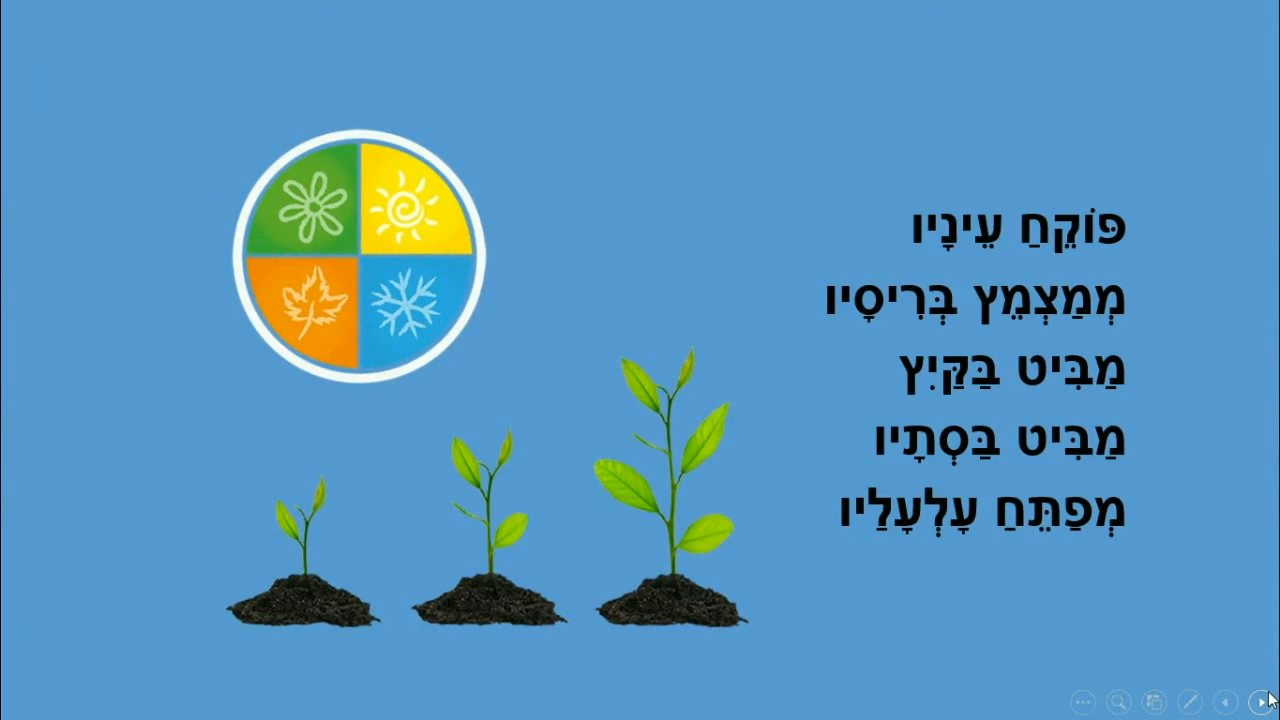 פּוֹקֵחַ עֵינָיו
מְמַצְמֵץ בְּרִיסָיו
מַבִּיט בַּקַּיִץ
מַבִּיט בַּסְתָיו
מְפַתֵּחַ עָלְעָלַיו